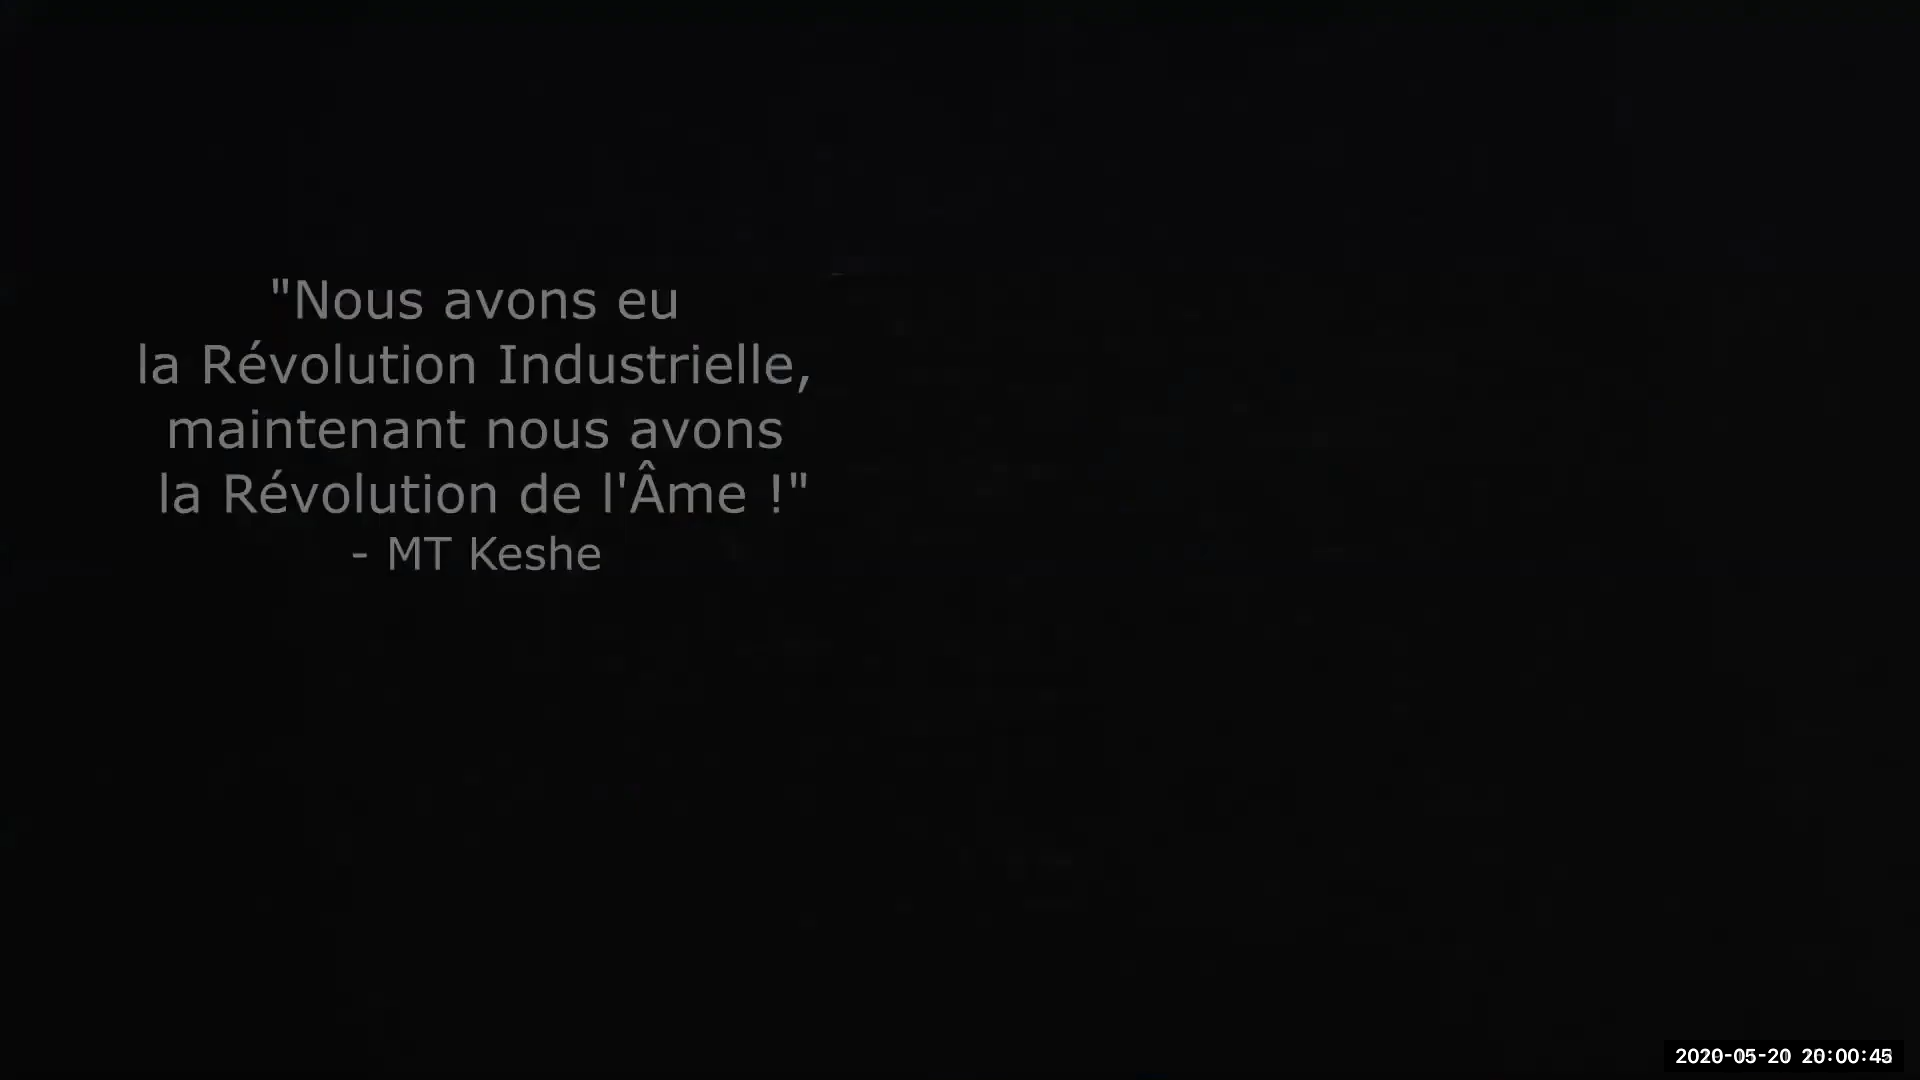 "Nous avons eu
la Révolution Industrielle,
maintenant nous avons
la Révolution de l'Âme !"
- MT Keshe
2020-05-20 20:00:45